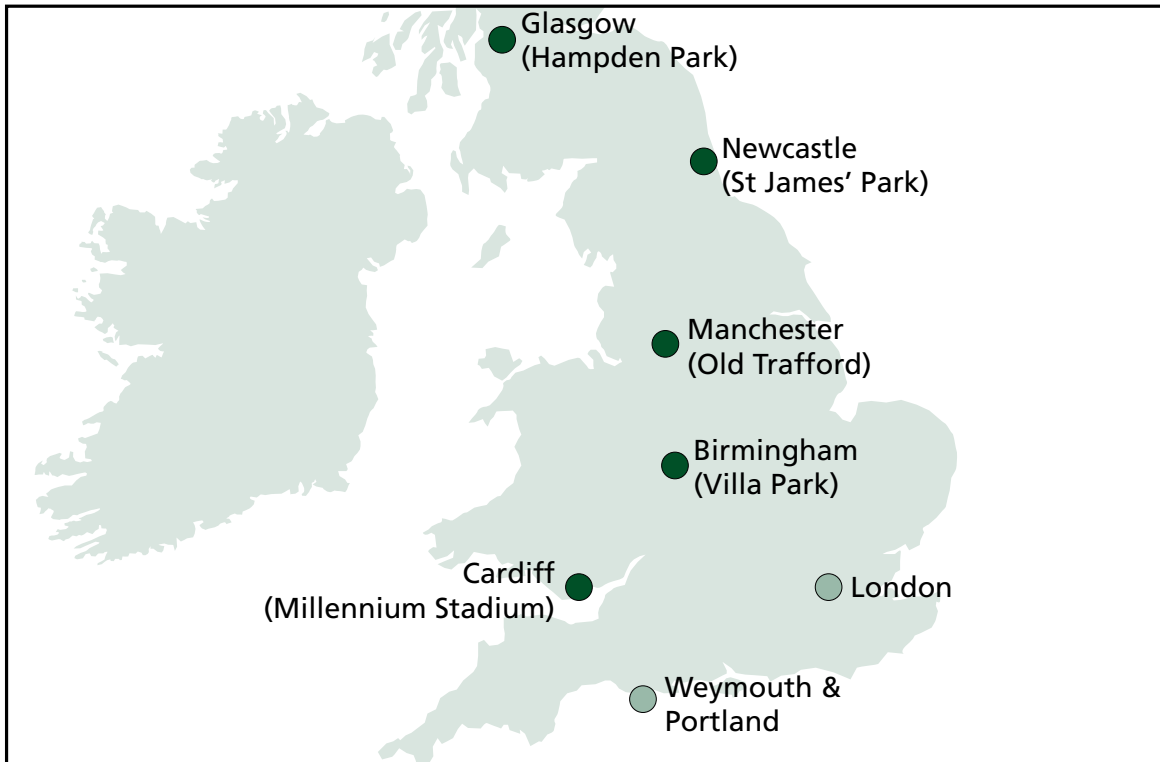 Glasgow
(Hampden Park)
Newcastle
(St James’ Park)
Manchester
(Old Trafford)
Birmingham
(Villa Park)
Cardiff
(Millennium Stadium)
London
Weymouth &
Portland